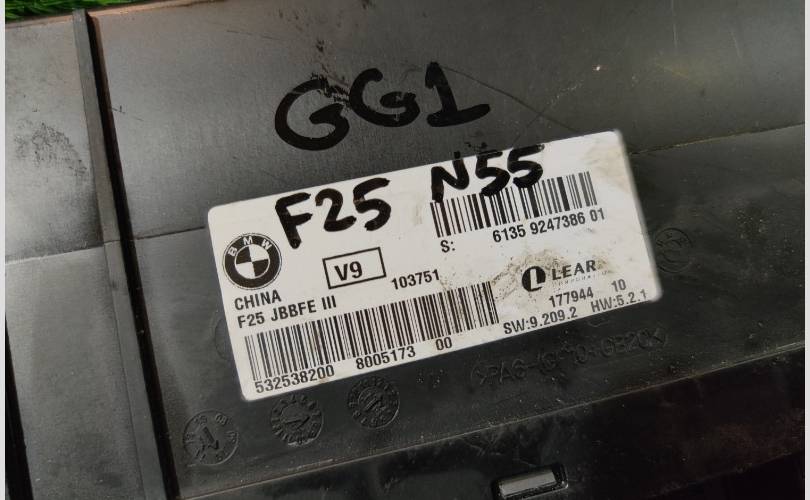 GG1
F25 N55
BMW
S: 6135 9247386 01
V9
103751
CHINA
F25 JBBFE III
LEAR
CORPORATION
177944 10
SW:9.209.2 HW:5.2.1
532538200 8005173 00